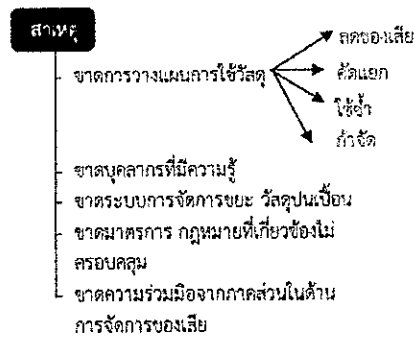 สาเหตุ
ขาดการวางแผนการใช้วัสดุ
ลดของเสีย
คัดแยก
ใช้ซ้ำ
กำจัด
ขาดบุคลากรที่มีความรู้
ขาดระบบการจัดการขยะ วัสดุปนเปื้อน
ขาดมาตรการ กฎหมายที่เกี่ยวข้องไม่
ครอบคลุม
ขาดความร่วมมือจากภาคส่วนในด้าน
การจัดการของเสีย